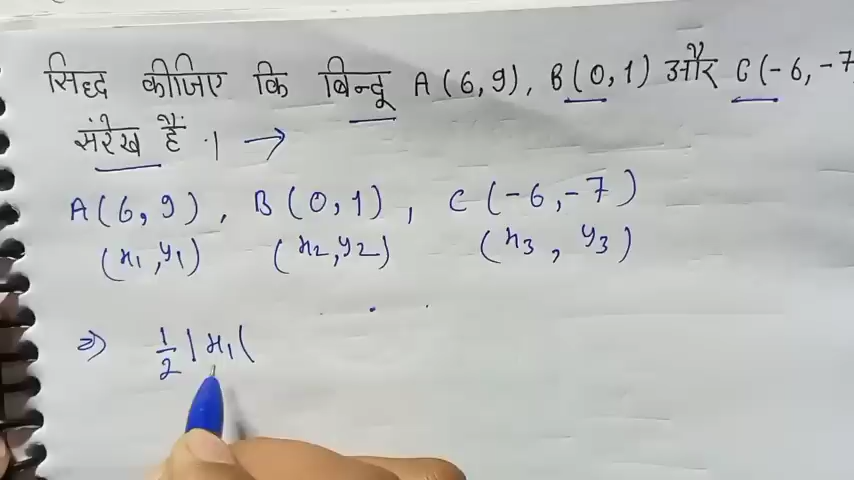 सिद्ध कीजिए कि बिन्दू A(6,9), B(0,1) और C(-6,-7
संरेख हैं । →
A(6,9), B(0,1), C(-6,-7)
(x₁,y₁) (x₂,y₂) (x₃, y₃)
⇒ 1/2 | x₁(